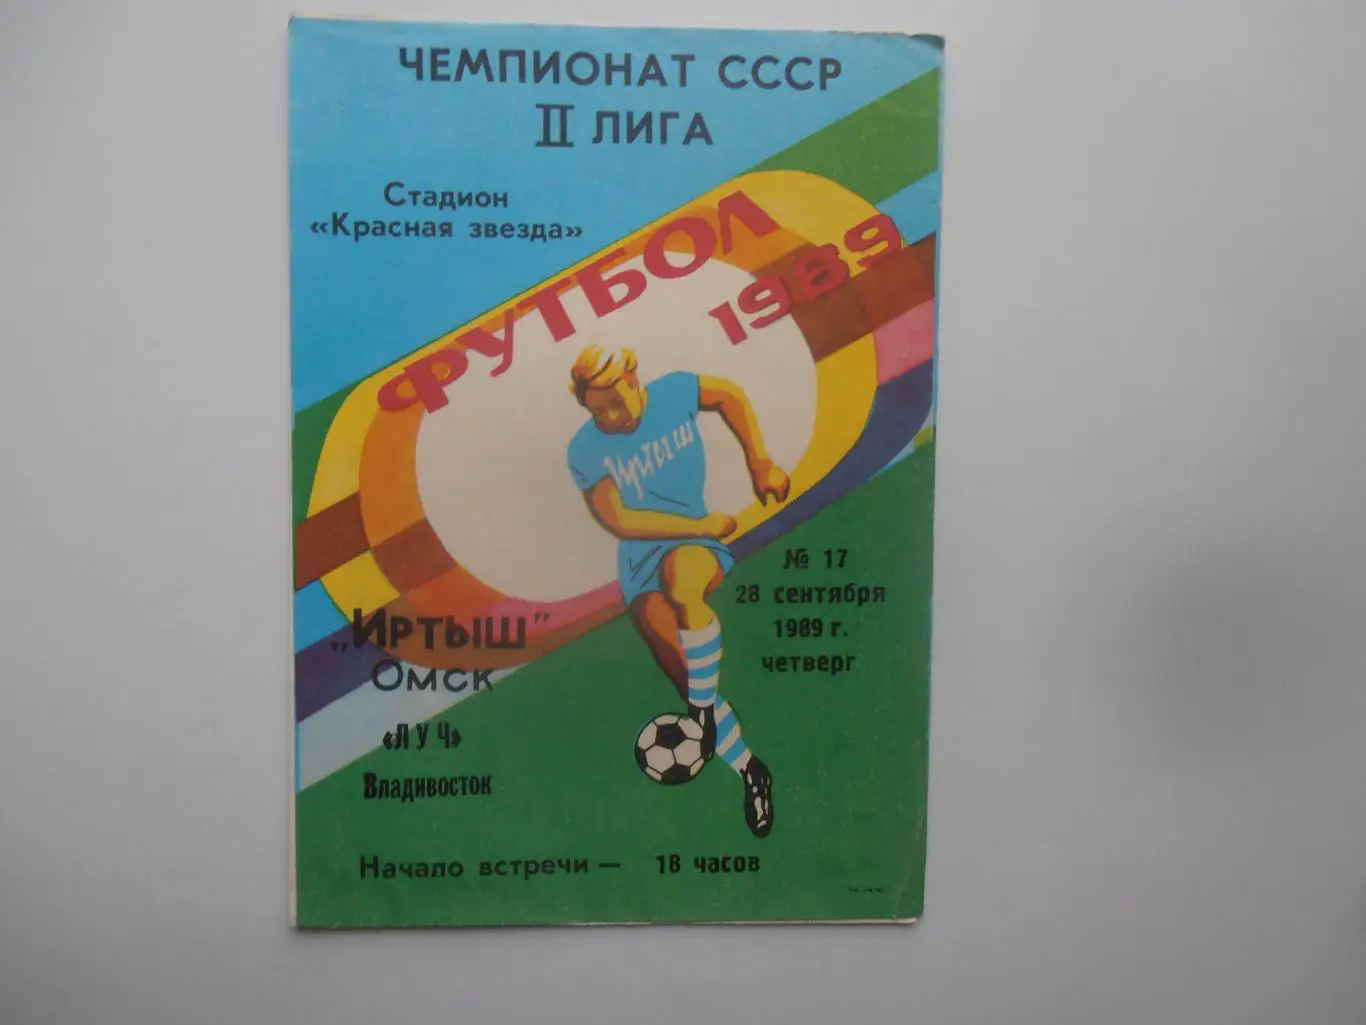 ЧЕМПИОНАТ СССР
II ЛИГА
Стадион
«Красная звезда»
ФУТБОЛ
1989
Иртыш
№ 17
28 сентября
1989 г.
четверг
„ИРТЫШ"
ОМСК
«ЛУЧ»
Владивосток
Начало встречи — 18 часов